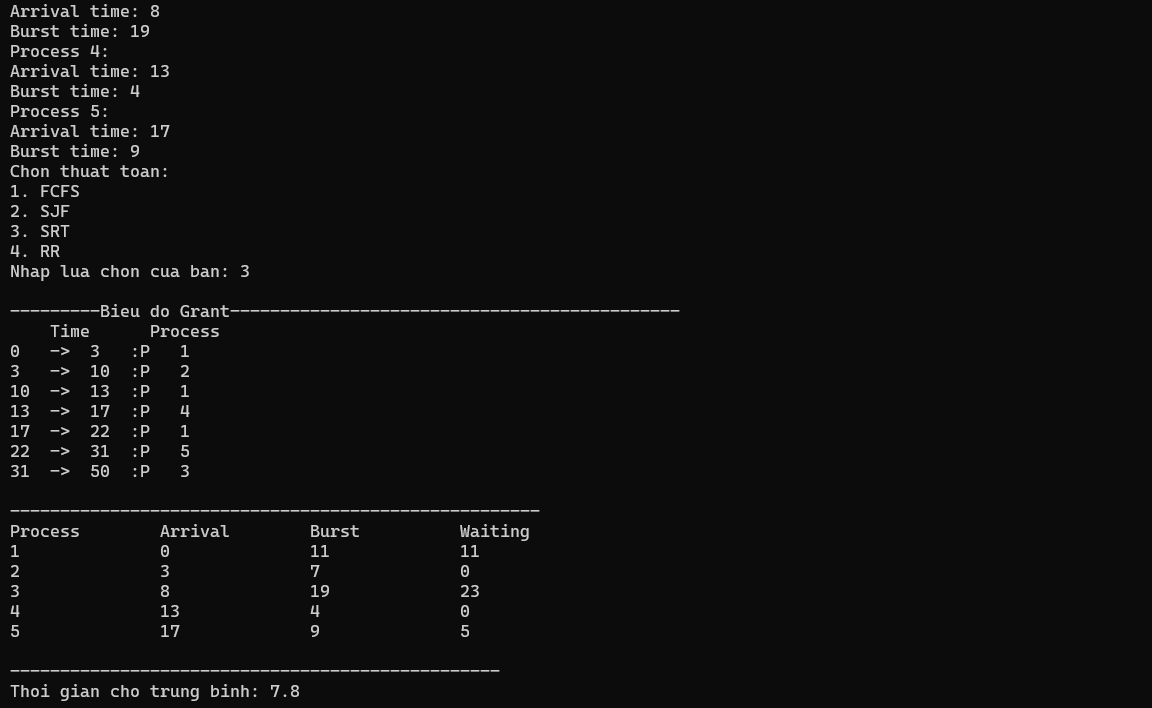 Arrival time: 8
Burst time: 19
Process 4:
Arrival time: 13
Burst time: 4
Process 5:
Arrival time: 17
Burst time: 9
Chon thuat toan:
1. FCFS
2. SJF
3. SRT
4. RR
Nhap lua chon cua ban: 3
---------Bieu do Grant---------------------------------------------
    Time      Process
0   ->  3   :P   1
3   ->  10  :P   2
10  ->  13  :P   1
13  ->  17  :P   4
17  ->  22  :P   1
22  ->  31  :P   5
31  ->  50  :P   3
-----------------------------------------------------
Process        Arrival        Burst          Waiting
1              0              11             11
2              3              7              0
3              8              19             23
4              13             4              0
5              17             9              5
-------------------------------------------------
Thoi gian cho trung binh: 7.8